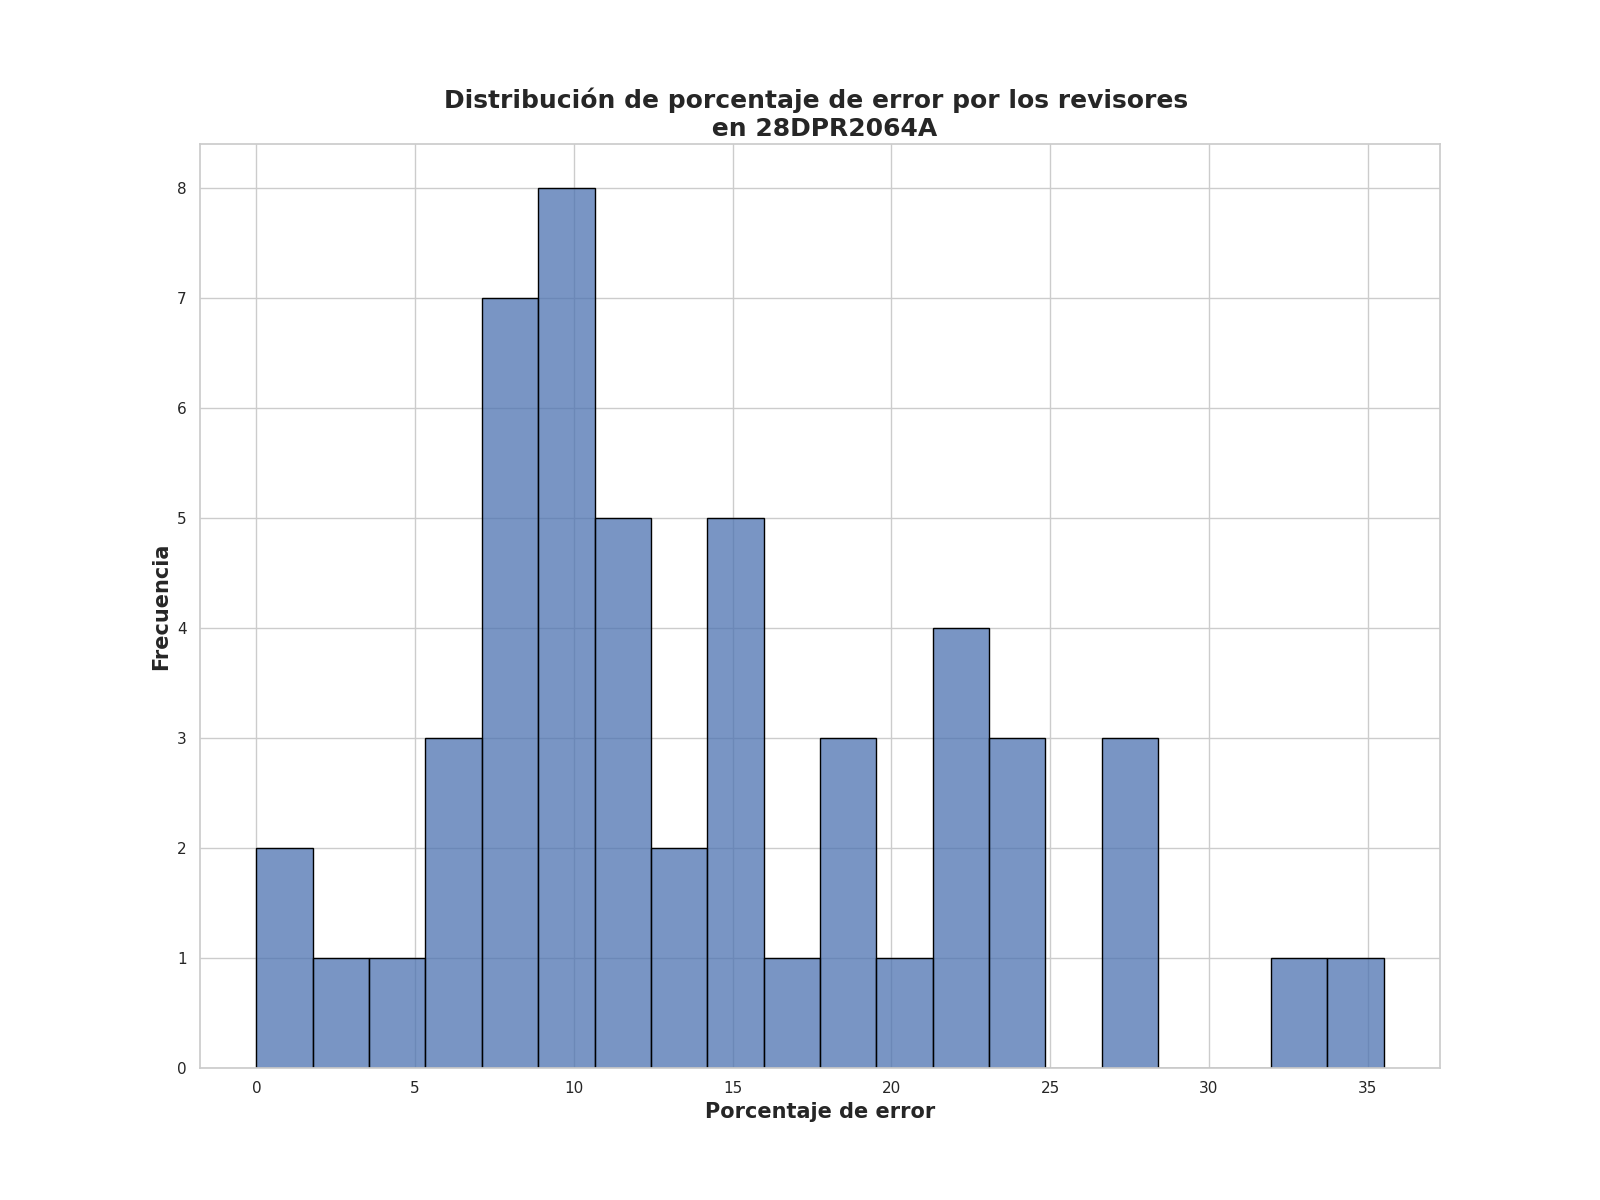 Distribución de porcentaje de error por los revisores
en 28DPR2064A
8
7
6
5
4
3
2
1
0
Frecuencia
0 5 10 15 20 25 30 35
Porcentaje de error